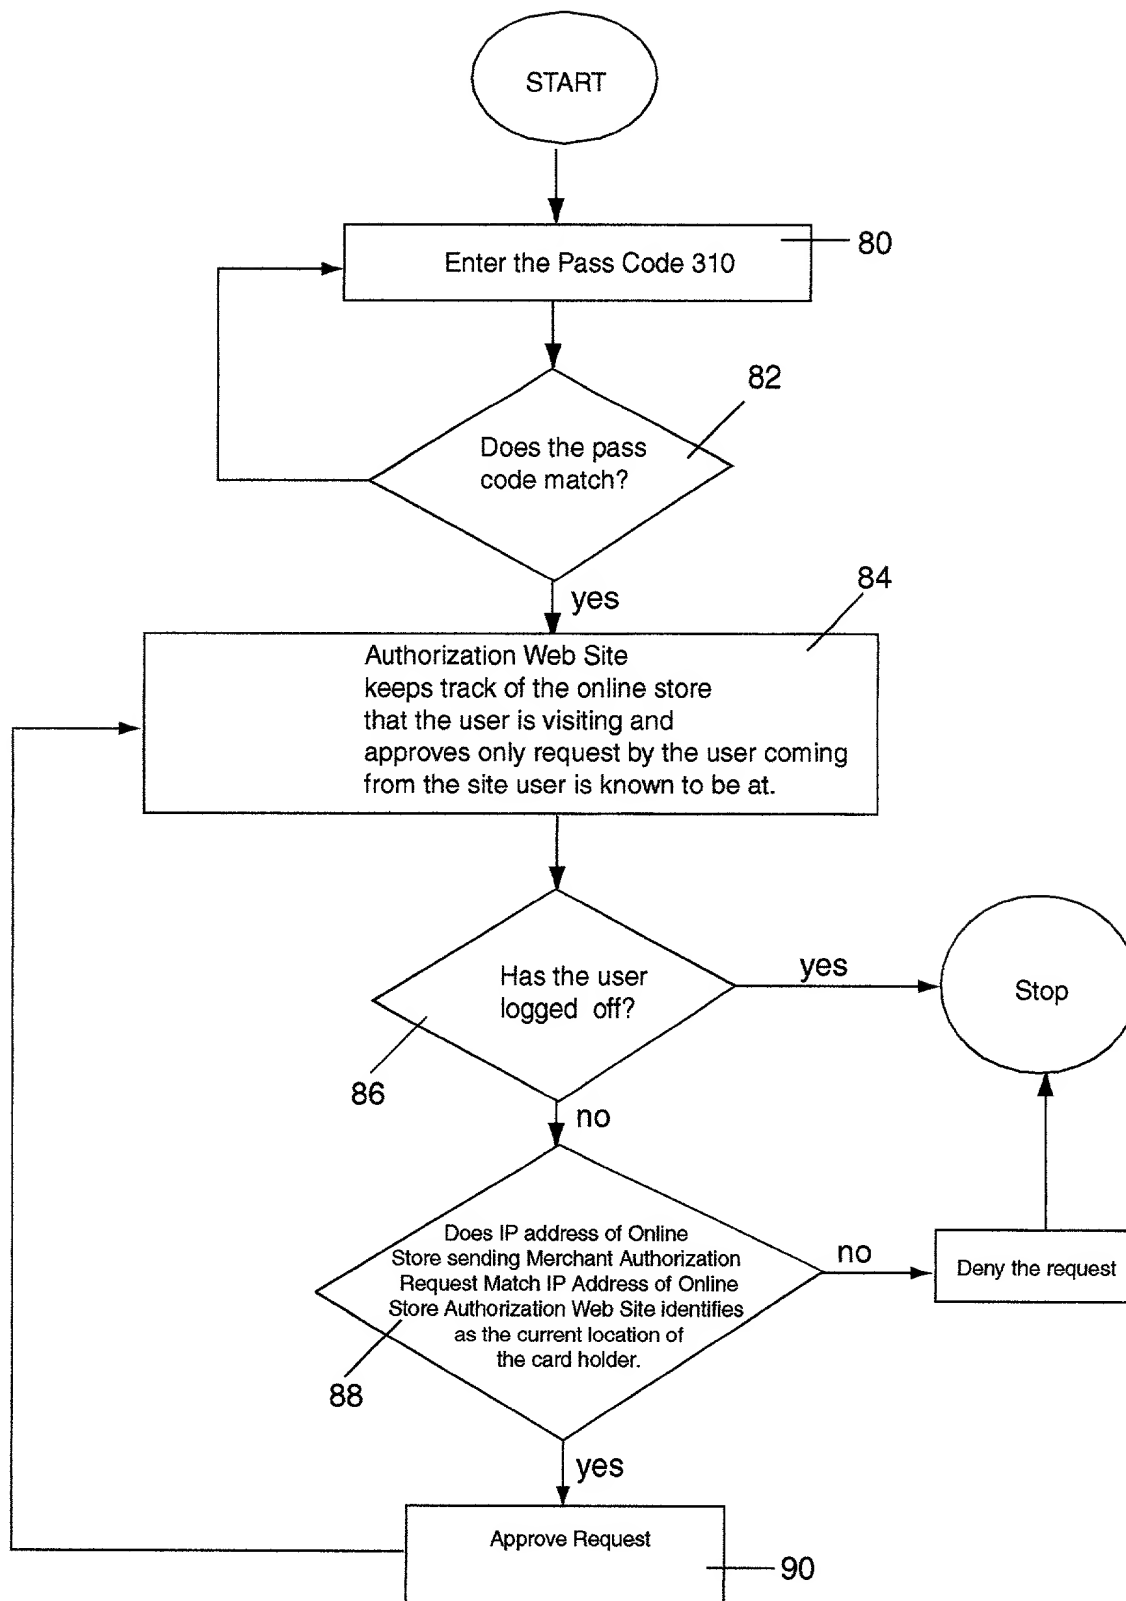 START
Enter the Pass Code 310
80
82
Does the pass
code match?
yes
84
Authorization Web Site
keeps track of the online store
that the user is visiting and
approves only request by the user coming
from the site user is known to be at.
Has the user
logged off?
yes
Stop
86
no
Does IP address of Online
Store sending Merchant Authorization
Request Match IP Address of Online
Store Authorization Web Site identifies
as the current location of
the card holder.
no
Deny the request
88
yes
Approve Request
90